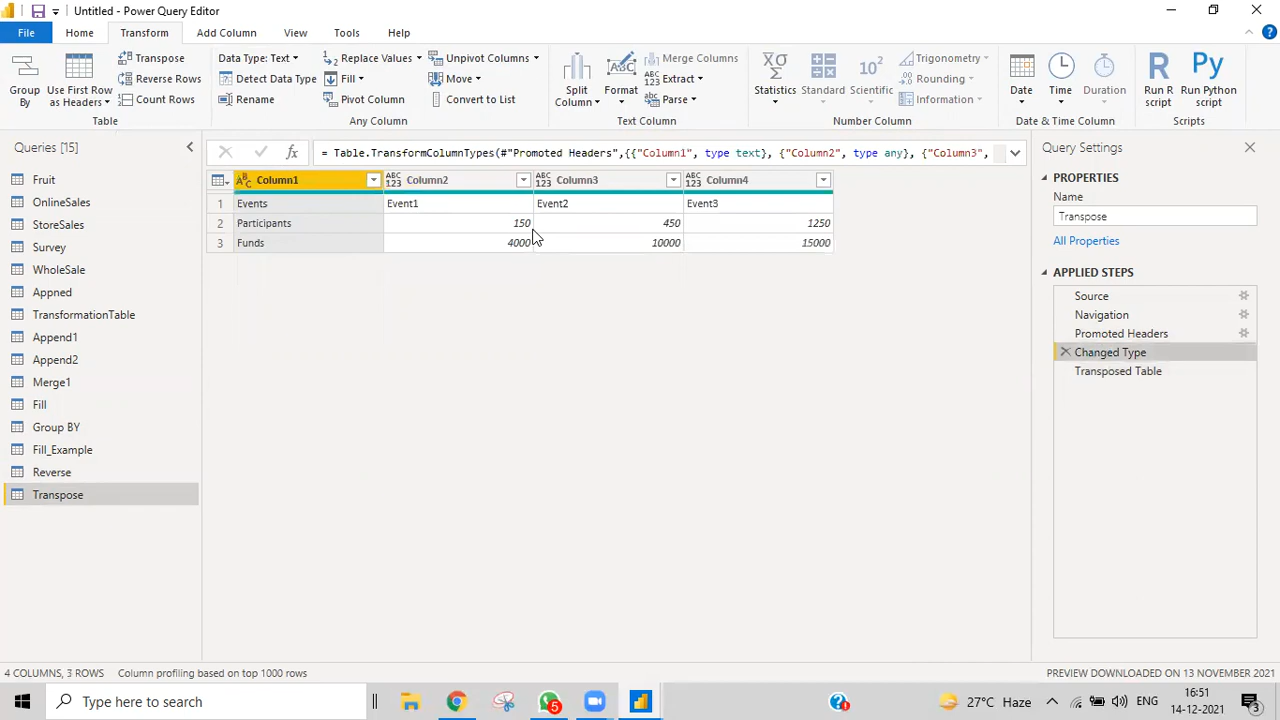 Untitled - Power Query Editor
File Home Transform Add Column View Tools Help
Group By
Use First Row as Headers
Transpose
Reverse Rows
Count Rows
Table
Data Type: Text
Detect Data Type
Rename
Replace Values
Fill
Pivot Column
Unpivot Columns
Move
Convert to List
Any Column
Split Column
Format
Merge Columns
Extract
Parse
Text Column
Statistics
Standard
Scientific
Trigonometry
Rounding
Information
Number Column
Date
Time
Duration
Date & Time Column
Run R script
Run Python script
Scripts
Queries [15]
Fruit
OnlineSales
StoreSales
Survey
WholeSale
Appned
TransformationTable
Append1
Append2
Merge1
Fill
Group BY
Fill_Example
Reverse
Transpose
= Table.TransformColumnTypes(#"Promoted Headers",{{"Column1", type text}, {"Column2", type any}, {"Column3",
Column1 Column2 Column3 Column4
1 Events Event1 Event2 Event3
2 Participants 150 450 1250
3 Funds 4000 10000 15000
Query Settings
PROPERTIES
Name
Transpose
All Properties
APPLIED STEPS
Source
Navigation
Promoted Headers
Changed Type
Transposed Table
4 COLUMNS, 3 ROWS Column profiling based on top 1000 rows
PREVIEW DOWNLOADED ON 13 NOVEMBER 2021
Type here to search
5
27°C Haze
ENG
16:51
14-12-2021
3